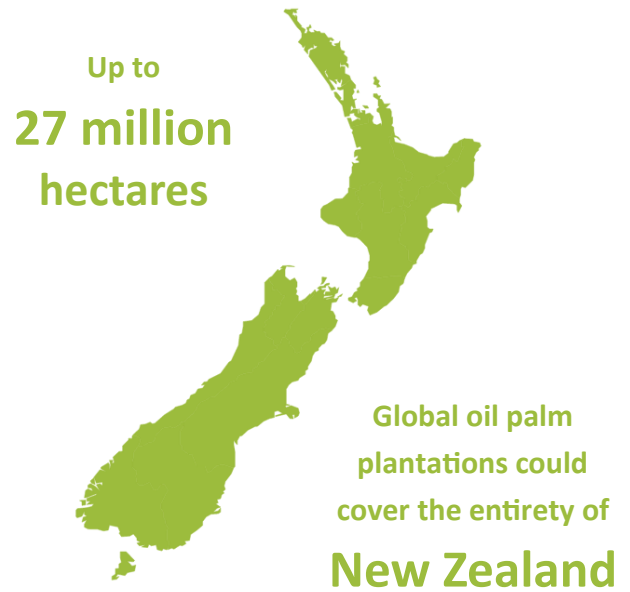 Up to
27 million
hectares
Global oil palm
plantations could
cover the entirety of
New Zealand